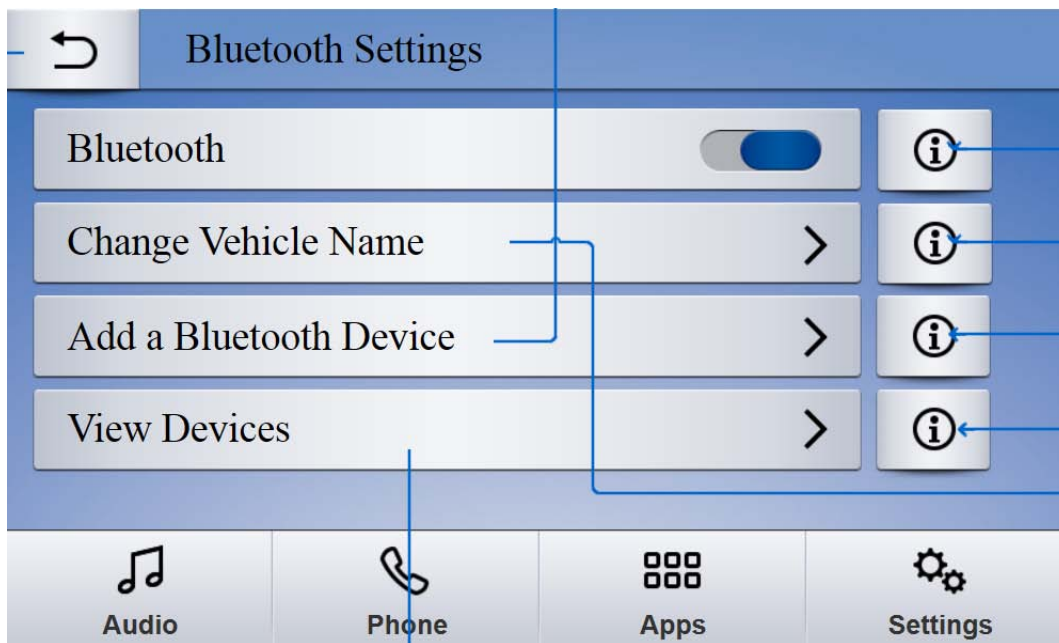 Bluetooth Settings
Bluetooth
Change Vehicle Name
Add a Bluetooth Device
View Devices
Audio Phone Apps Settings